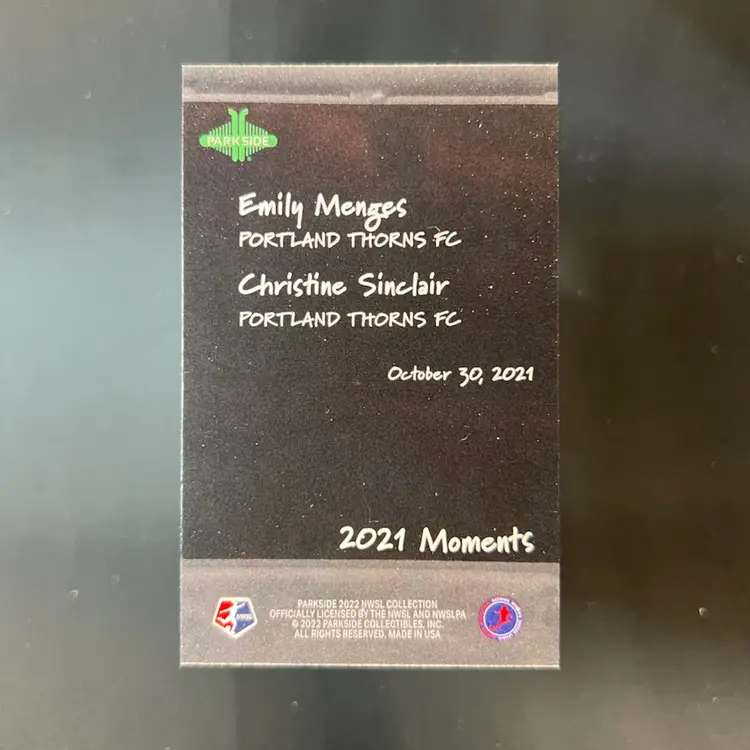 PARKSIDE
Emily Menges
PORTLAND THORNS FC
Christine Sinclair
PORTLAND THORNS FC
October 30, 2021
2021 Moments
PARKSIDE 2022 NWSL COLLECTION
OFFICIALLY LICENSED BY THE NWSL AND NWSLPA
© 2022 PARKSIDE COLLECTIBLES, INC.
ALL RIGHTS RESERVED. MADE IN USA